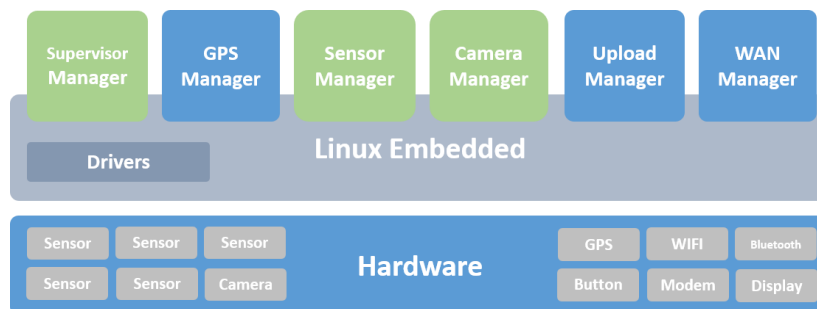 Supervisor
Manager
GPS
Manager
Sensor
Manager
Camera
Manager
Upload
Manager
WAN
Manager
Linux Embedded
Drivers
Sensor Sensor Sensor
Sensor Sensor Camera
Hardware
GPS WIFI Bluetooth
Button Modem Display